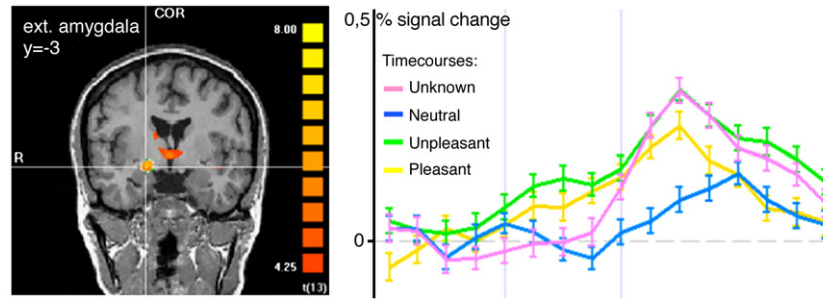 COR
ext. amygdala
y=-3
8.00
R
4.25
t(13)
0,5 % signal change
Timecourses:
Unknown
Neutral
Unpleasant
Pleasant
0